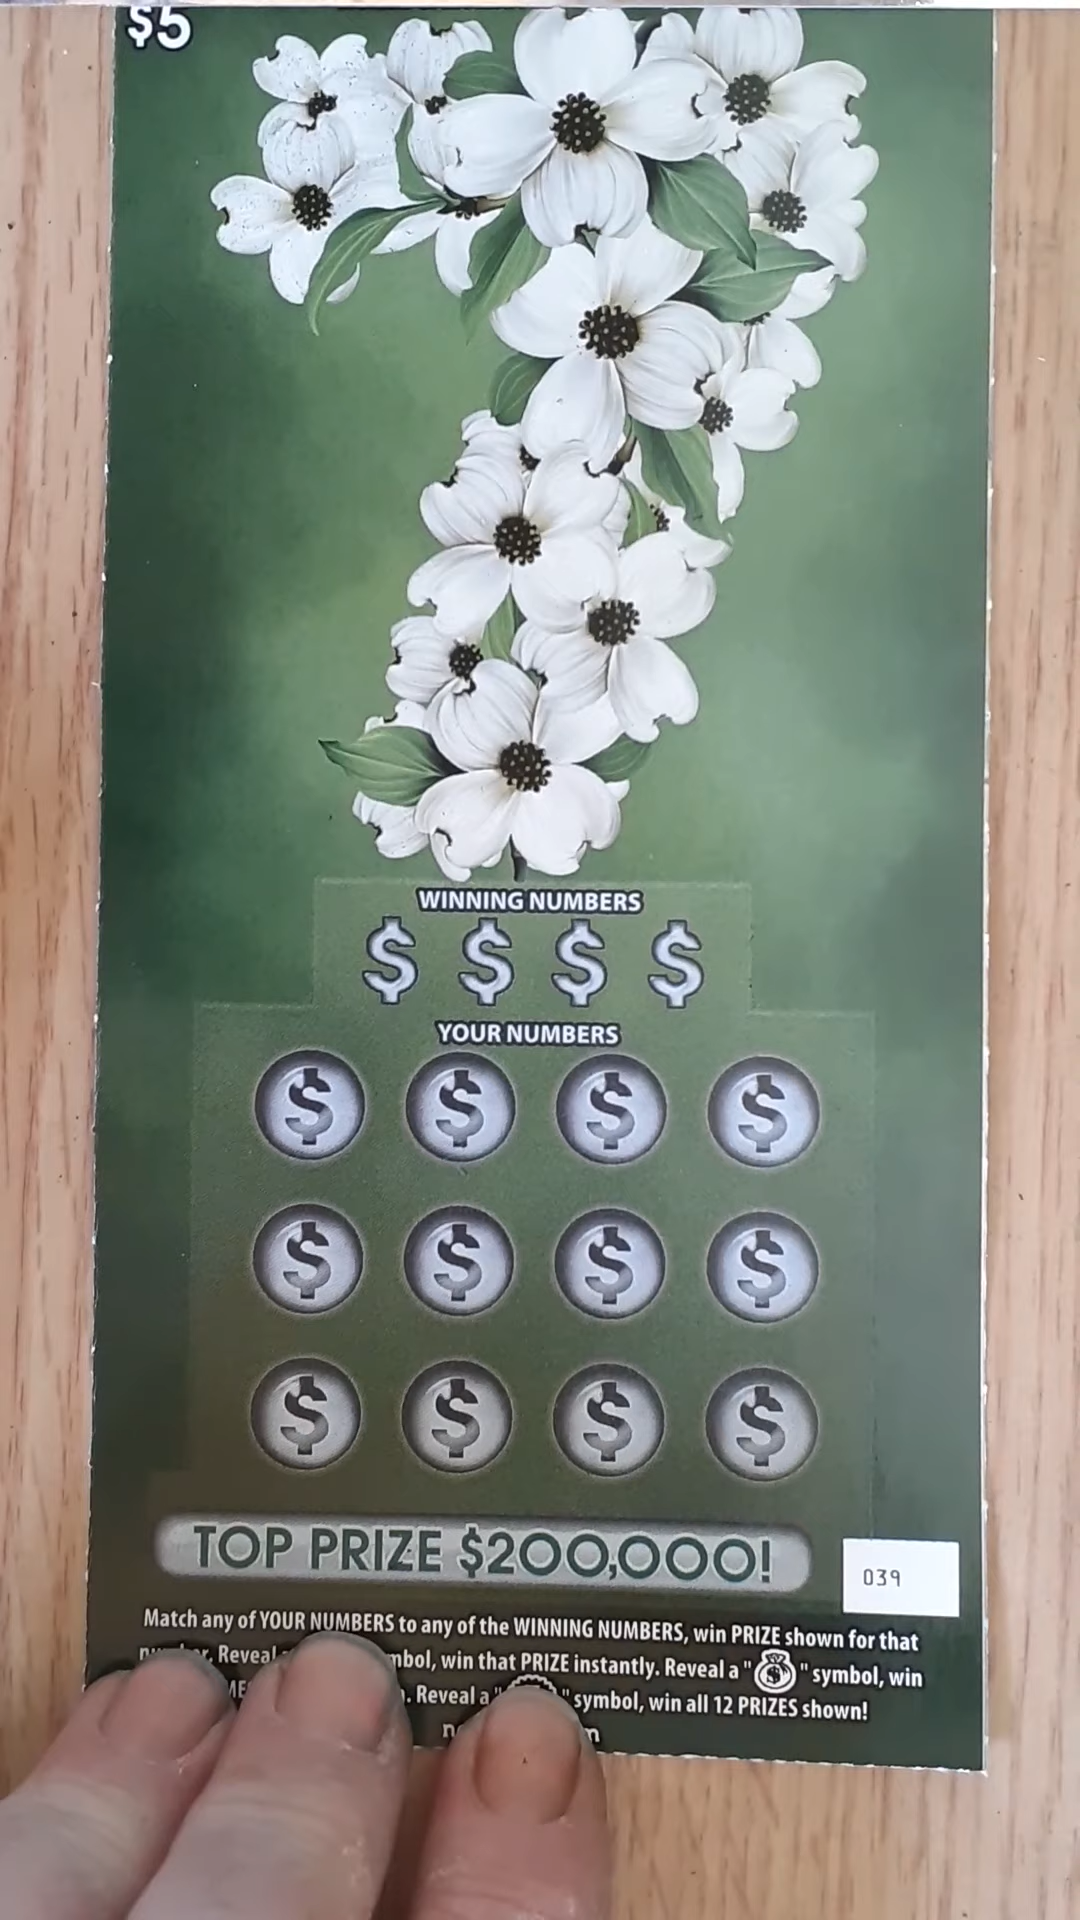 $5
WINNING NUMBERS
$ $ $ $
YOUR NUMBERS
$ $ $ $
$ $ $ $
$ $ $ $
TOP PRIZE $200,000!
039
Match any of YOUR NUMBERS to any of the WINNING NUMBERS, win PRIZE shown for that
Reveal symbol, win that PRIZE instantly. Reveal a " $ " symbol, win
. Reveal a " " symbol, win all 12 PRIZES shown!